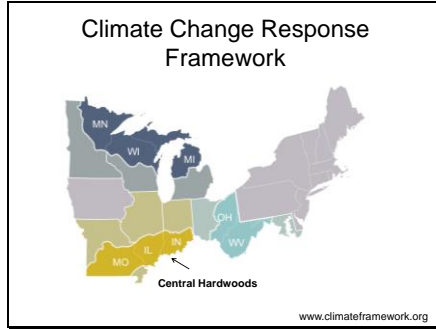 Climate Change Response
Framework
MN
WI
MI
OH
IN
IL
WV
MO
Central Hardwoods
www.climateframework.org